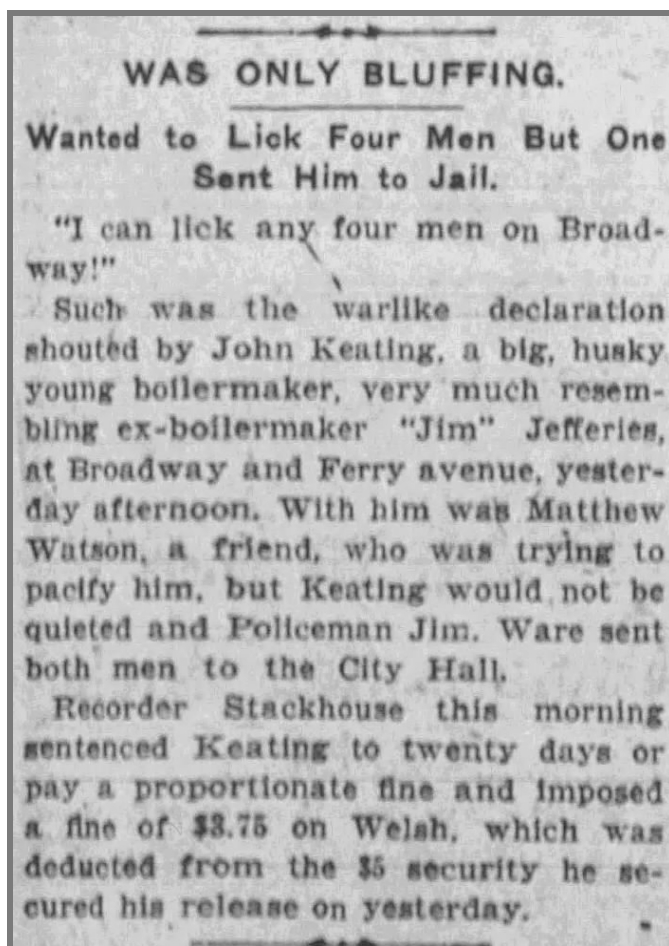 WAS ONLY BLUFFING.
Wanted to Lick Four Men But One
Sent Him to Jail.
"I can lick any four men on Broad-
way!"
Such was the warlike declaration
shouted by John Keating, a big, husky
young boilermaker, very much resem-
bling ex-boilermaker "Jim" Jefferies,
at Broadway and Ferry avenue, yester-
day afternoon. With him was Matthew
Watson, a friend, who was trying to
pacify him, but Keating would not be
quieted and Policeman Jim. Ware sent
both men to the City Hall.
Recorder Stackhouse this morning
sentenced Keating to twenty days or
pay a proportionate fine and imposed
a fine of $3.75 on Welsh, which was
deducted from the $5 security he se-
cured his release on yesterday.